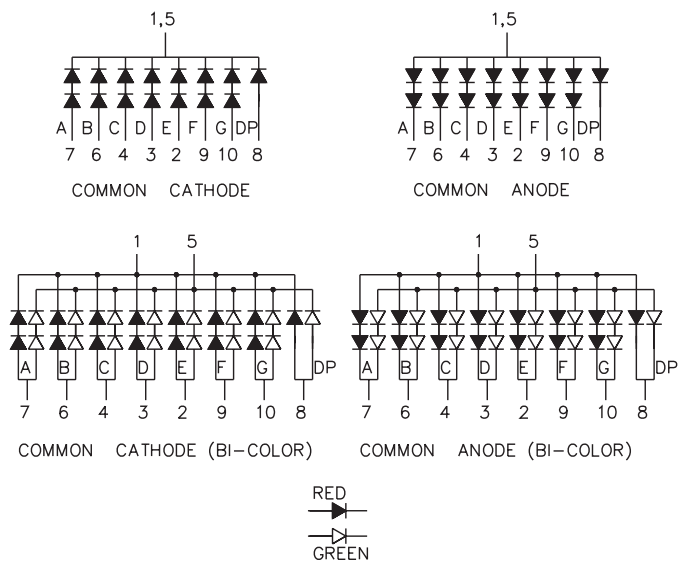 1,5
A B C D E F G DP
7 6 4 3 2 9 10 8
COMMON CATHODE
1,5
A B C D E F G DP
7 6 4 3 2 9 10 8
COMMON ANODE
1 5
A B C D E F G DP
7 6 4 3 2 9 10 8
COMMON CATHODE (BI-COLOR)
1 5
A B C D E F G DP
7 6 4 3 2 9 10 8
COMMON ANODE (BI-COLOR)
RED
GREEN